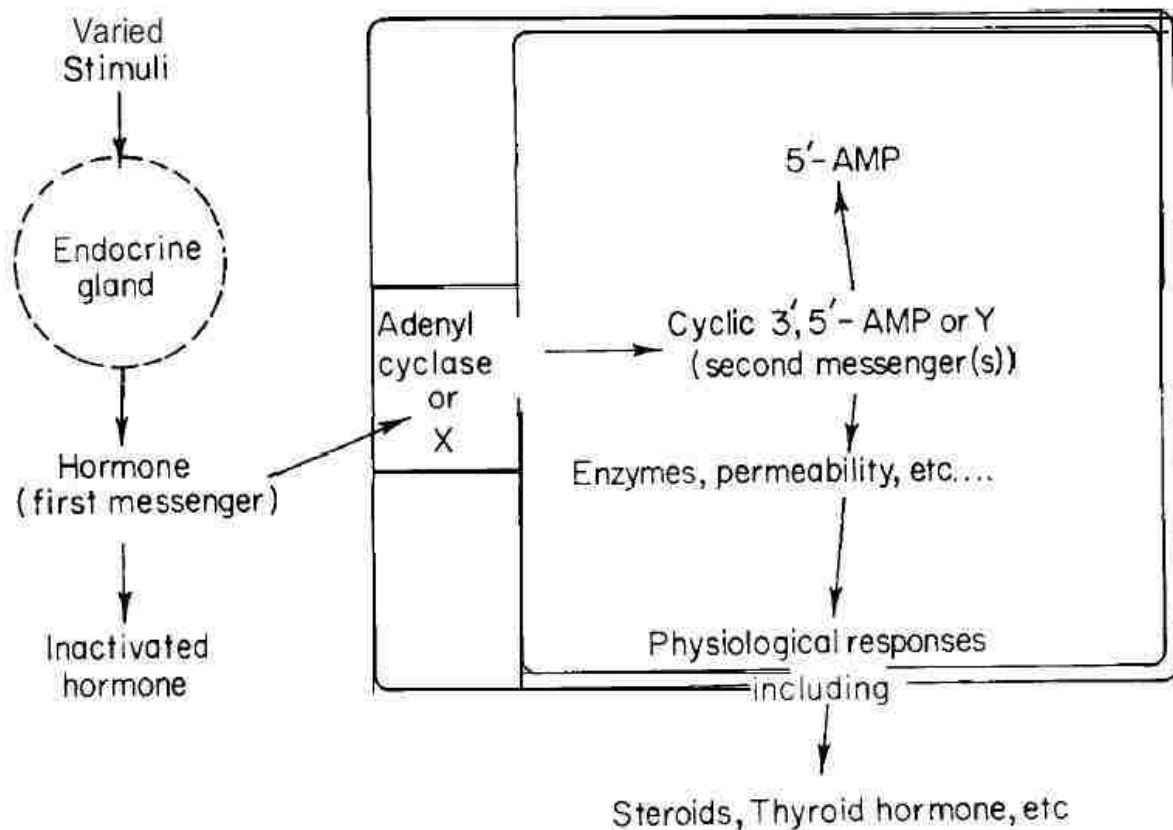 Varied
Stimuli
Endocrine
gland
Hormone
(first messenger)
Inactivated
hormone
Adenyl
cyclase
or
X
5′-AMP
Cyclic 3′,5′-AMP or Y
(second messenger(s))
Enzymes, permeability, etc....
Physiological responses
including
Steroids, Thyroid hormone, etc